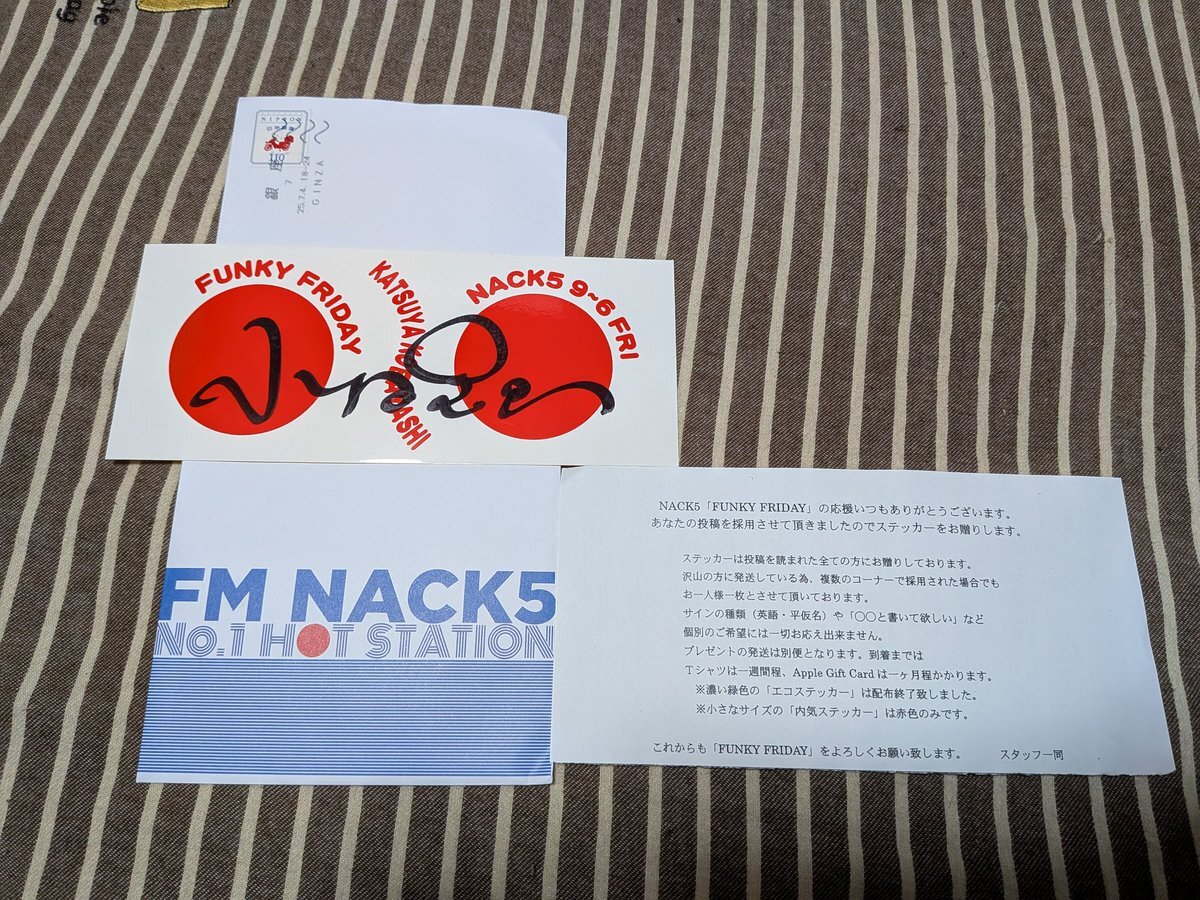 銀座
7
25.7.4. 18-24
GINZA
NIPPON
110
FUNKY FRIDAY
KATSUYA KOBAYASHI
NACK5 9~6 FRI
FM NACK5
No.1 HOT STATION
NACK5「FUNKY FRIDAY」の応援いつもありがとうございます。
あなたの投稿を採用させて頂きましたのでステッカーをお贈りします。
ステッカーは投稿を読まれた全ての方にお贈りしております。
沢山の方に発送している為、複数のコーナーで採用された場合でも
お一人様一枚とさせて頂いております。
サインの種類（英語・平仮名）や「〇〇と書いて欲しい」など
個別のご希望には一切お応え出来ません。
プレゼントの発送は別便となります。到着までは
Tシャツは一週間程、Apple Gift Cardは一ヶ月程かかります。
※濃い緑色の「エコステッカー」は配布終了致しました。
※小さなサイズの「内気ステッカー」は赤色のみです。
これからも「FUNKY FRIDAY」をよろしくお願い致します。 スタッフ一同